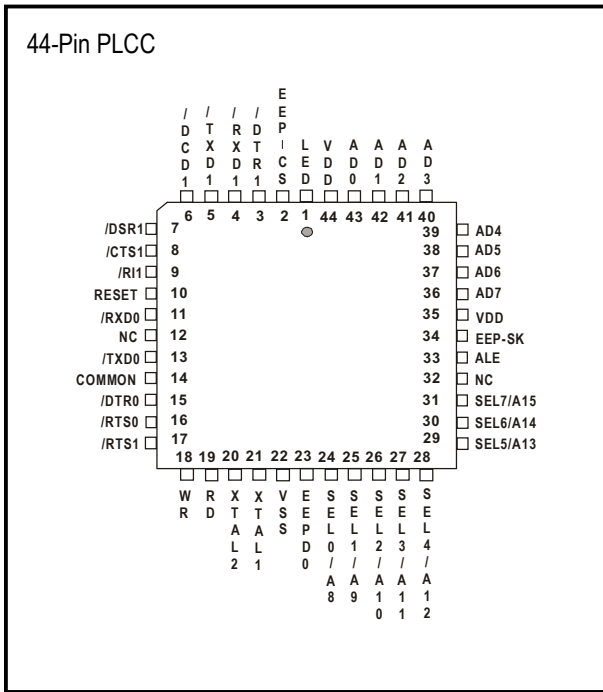 44-Pin PLCC
/DCD1 /TXD1 /RXD1 /DTR1 EEP-CS LED VDD AD0 AD1 AD2 AD3
6 5 4 3 2 1 44 43 42 41 40
/DSR1 7 39 AD4
/CTS1 8 38 AD5
/RI1 9 37 AD6
RESET 10 36 AD7
/RXD0 11 35 VDD
NC 12 34 EEP-SK
/TXD0 13 33 ALE
COMMON 14 32 NC
/DTR0 15 31 SEL7/A15
/RTS0 16 30 SEL6/A14
/RTS1 17 29 SEL5/A13
18 19 20 21 22 23 24 25 26 27 28
WR RD XTAL2 XTAL1 VSS EEPD0 SEL0/A8 SEL1/A9 SEL2/A10 SEL3/A11 SEL4/A12